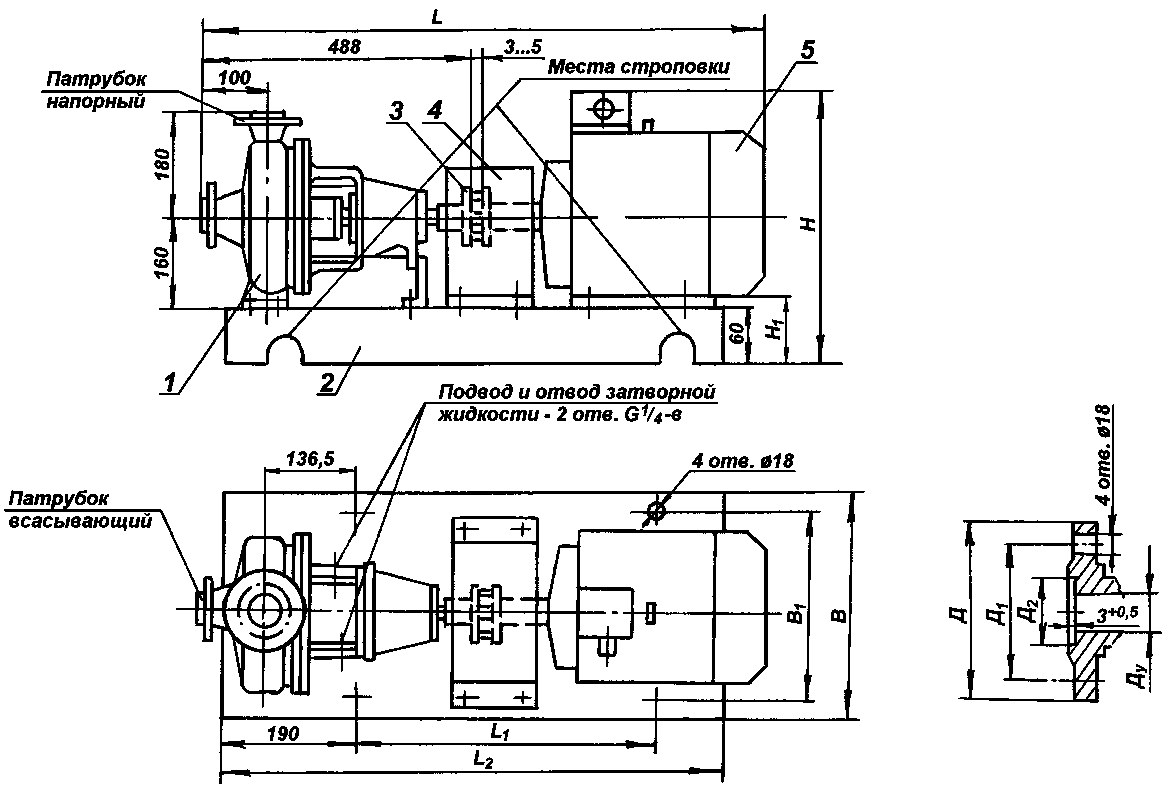 L
488
3...5
5
Места строповки
Патрубок
напорный
100
3
4
180
160
H
H₁
60
1
2
Подвод и отвод затворной
жидкости - 2 отв. G¹/₄-в
136,5
4 отв. ø18
Патрубок
всасывающий
B₁
B
190
L₁
L₂
4 отв. ø18
Д
Д₁
Д₂
3⁺⁰,⁵
Ду